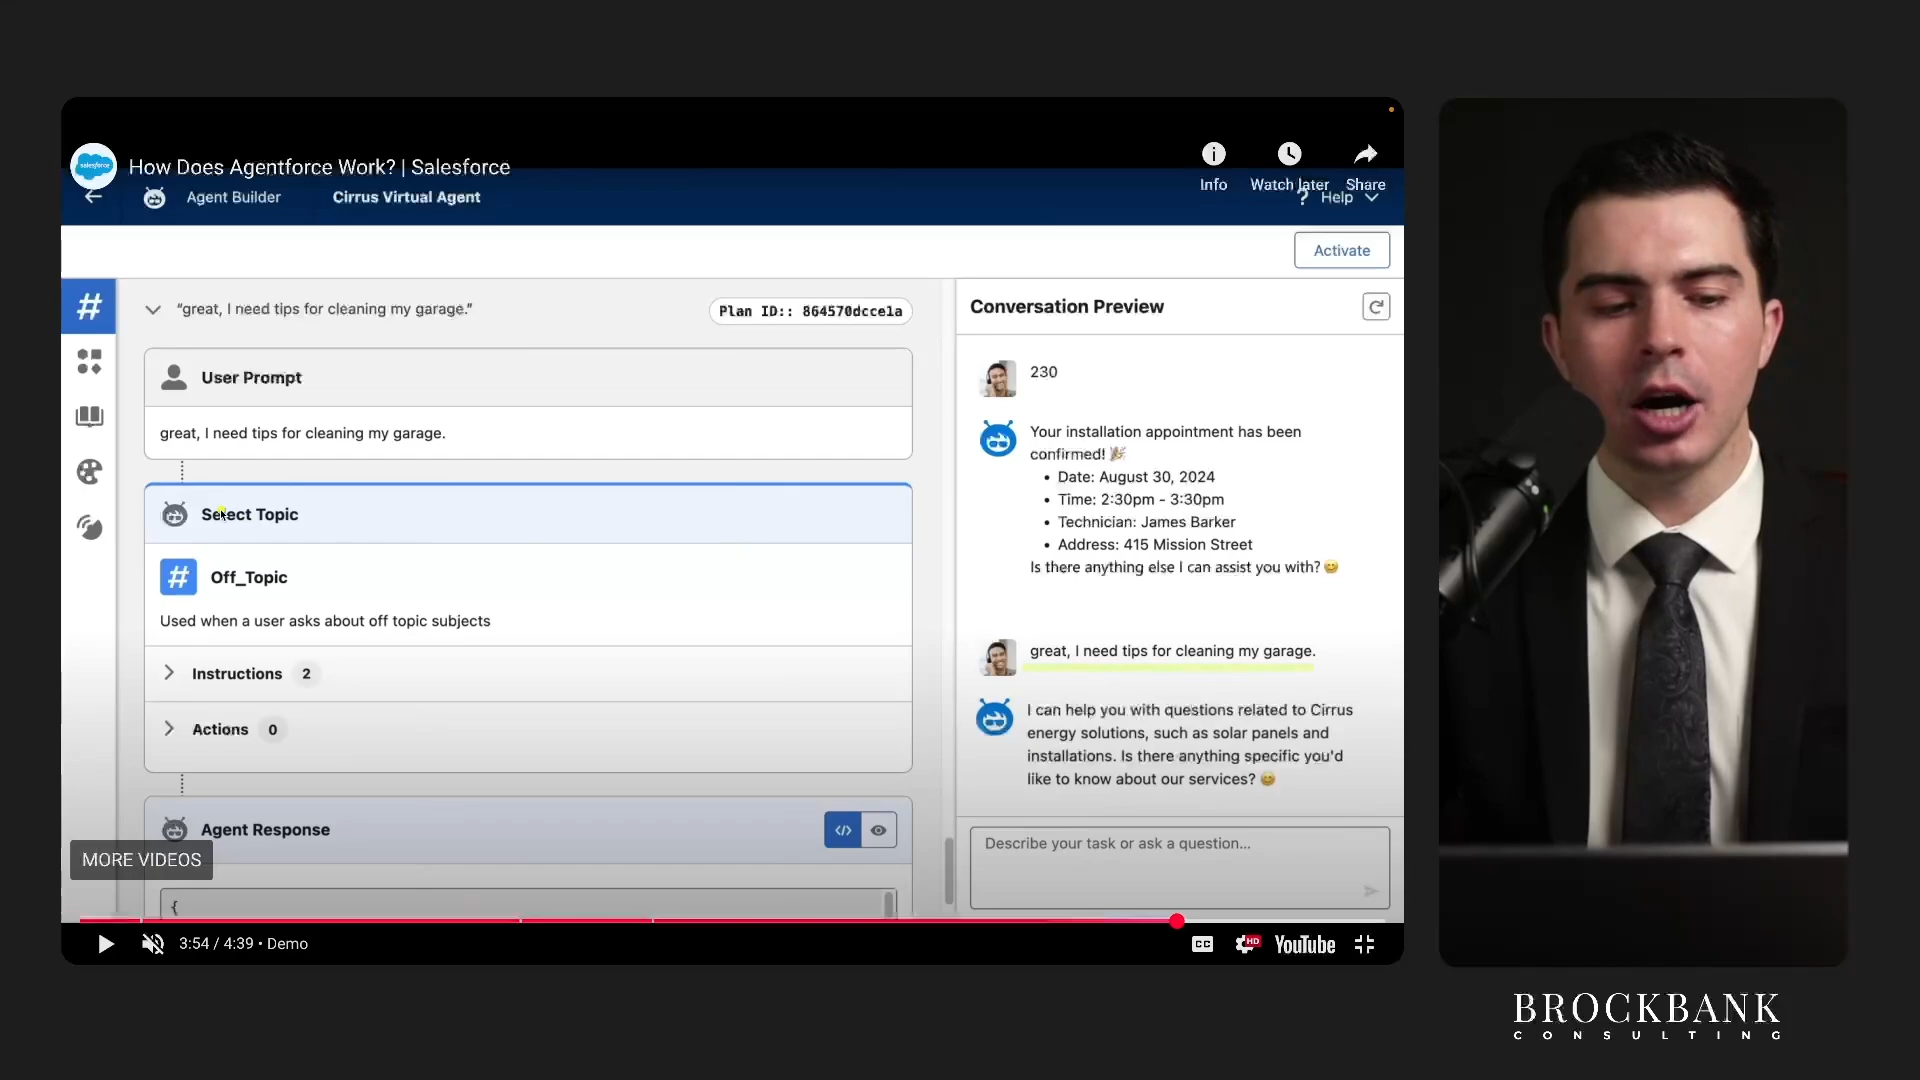 How Does Agentforce Work? | Salesforce
salesforce
Info
Watch later
Share
Agent Builder
Cirrus Virtual Agent
? Help
Activate
#
“great, I need tips for cleaning my garage.”
Plan ID:: 864570dcce1a
User Prompt
great, I need tips for cleaning my garage.
Select Topic
# Off_Topic
Used when a user asks about off topic subjects
Instructions 2
Actions 0
Agent Response
</>
{
MORE VIDEOS
Conversation Preview
230
Your installation appointment has been
confirmed! 🎉
• Date: August 30, 2024
• Time: 2:30pm - 3:30pm
• Technician: James Barker
• Address: 415 Mission Street
Is there anything else I can assist you with? 😊
great, I need tips for cleaning my garage.
I can help you with questions related to Cirrus
energy solutions, such as solar panels and
installations. Is there anything specific you'd
like to know about our services? 😊
Describe your task or ask a question...
3:54 / 4:39 • Demo
CC
HD
YouTube
BROCKBANK
CONSULTING